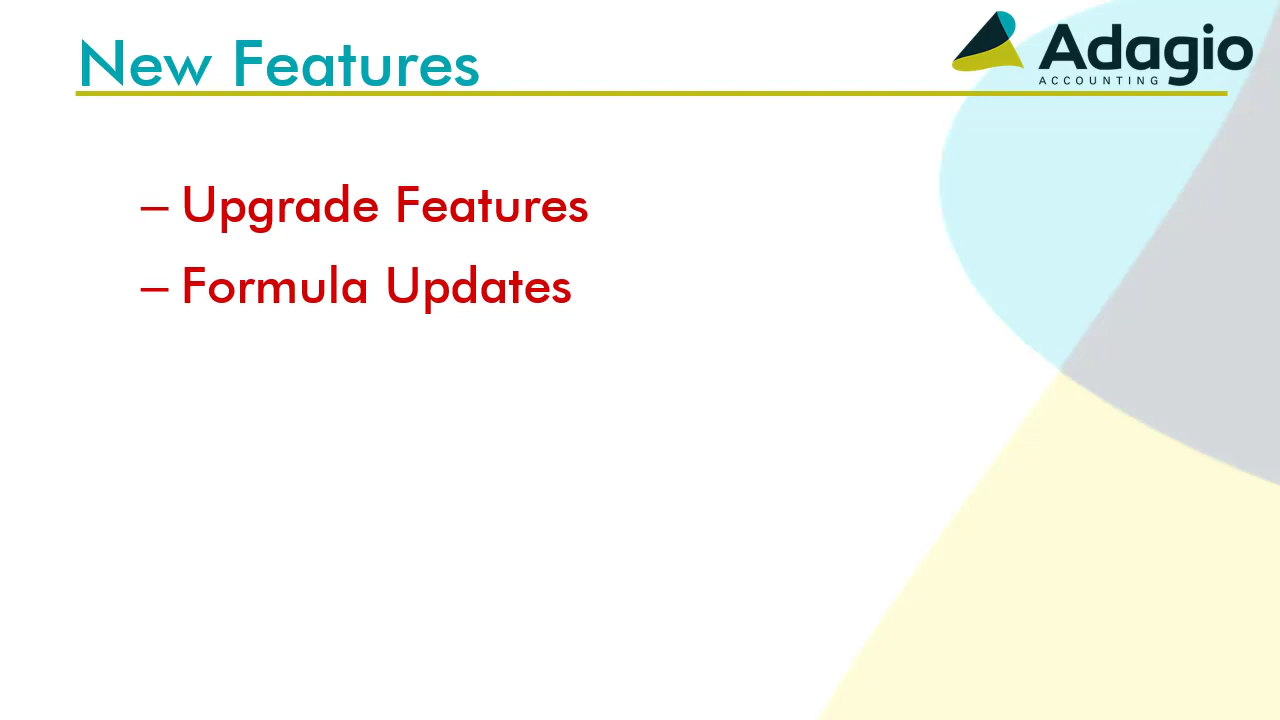 New Features
Adagio
ACCOUNTING
– Upgrade Features
– Formula Updates